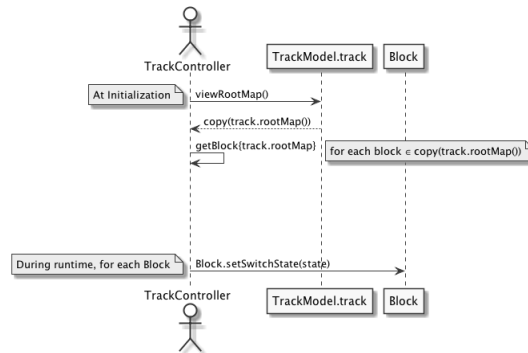 TrackController
TrackModel.track
Block
At Initialization
viewRootMap()
copy(track.rootMap())
getBlock{track.rootMap}
for each block ∈ copy(track.rootMap())
During runtime, for each Block
Block.setSwitchState(state)
TrackController
TrackModel.track
Block